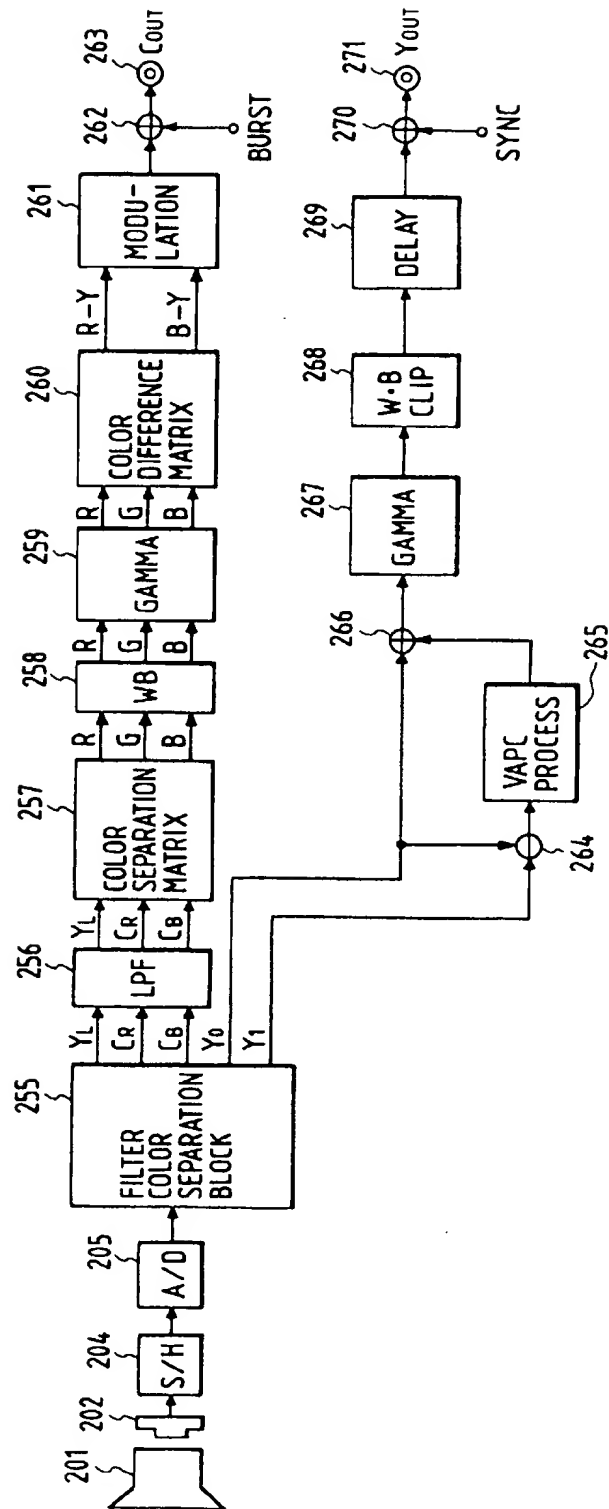 201
202
204
S/H
205
A/D
255
FILTER
COLOR
SEPARATION
BLOCK
YL
CR
CB
Y0
Y1
256
LPF
YL
CR
CB
257
COLOR
SEPARATION
MATRIX
R
G
B
258
WB
R
G
B
259
GAMMA
R
G
B
260
COLOR
DIFFERENCE
MATRIX
R-Y
B-Y
261
MODU-
LATION
262
BURST
263
COUT
264
VAPC
PROCESS
265
266
267
GAMMA
268
W·B
CLIP
269
DELAY
270
SYNC
271
YOUT